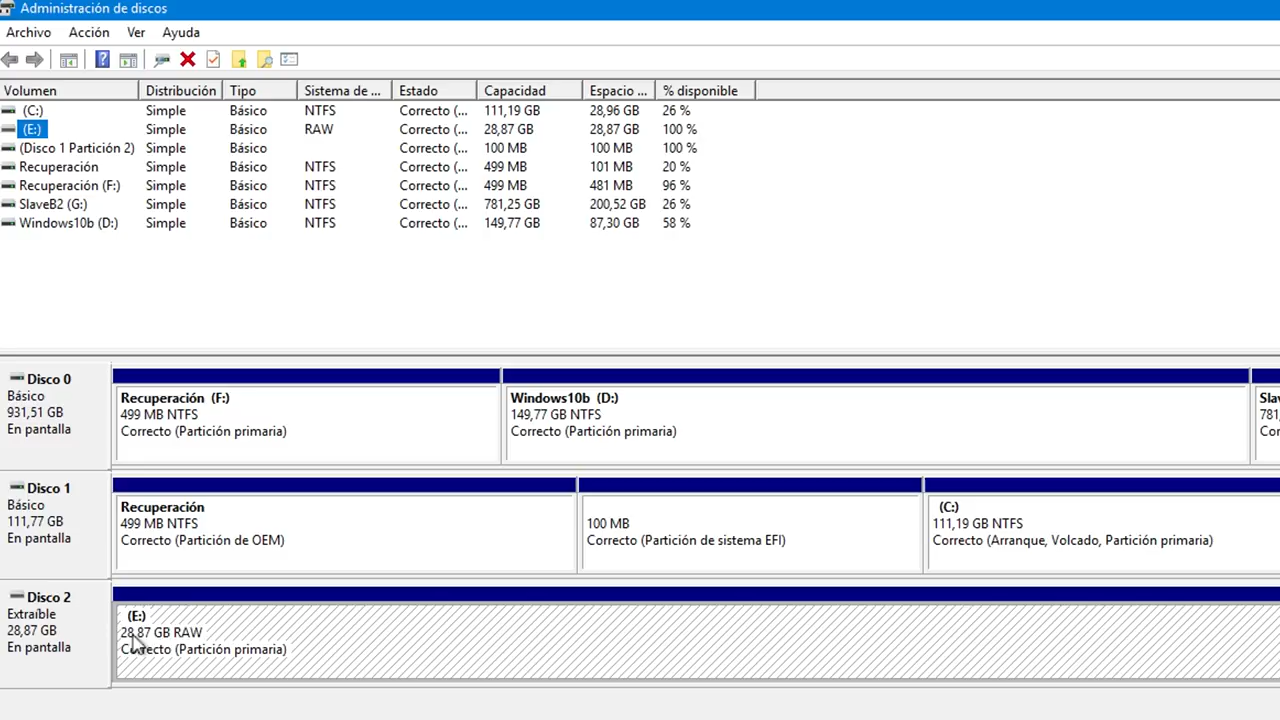 Administración de discos
Archivo Acción Ver Ayuda
Volumen Distribución Tipo Sistema de ... Estado Capacidad Espacio ... % disponible
(C:) Simple Básico NTFS Correcto (... 111,19 GB 28,96 GB 26 %
(E:) Simple Básico RAW Correcto (... 28,87 GB 28,87 GB 100 %
(Disco 1 Partición 2) Simple Básico Correcto (... 100 MB 100 MB 100 %
Recuperación Simple Básico NTFS Correcto (... 499 MB 101 MB 20 %
Recuperación (F:) Simple Básico NTFS Correcto (... 499 MB 481 MB 96 %
SlaveB2 (G:) Simple Básico NTFS Correcto (... 781,25 GB 200,52 GB 26 %
Windows10b (D:) Simple Básico NTFS Correcto (... 149,77 GB 87,30 GB 58 %
Disco 0
Básico
931,51 GB
En pantalla
Recuperación (F:)
499 MB NTFS
Correcto (Partición primaria)
Windows10b (D:)
149,77 GB NTFS
Correcto (Partición primaria)
Slav
781,
Cor
Disco 1
Básico
111,77 GB
En pantalla
Recuperación
499 MB NTFS
Correcto (Partición de OEM)
100 MB
Correcto (Partición de sistema EFI)
(C:)
111,19 GB NTFS
Correcto (Arranque, Volcado, Partición primaria)
Disco 2
Extraíble
28,87 GB
En pantalla
(E:)
28,87 GB RAW
Correcto (Partición primaria)